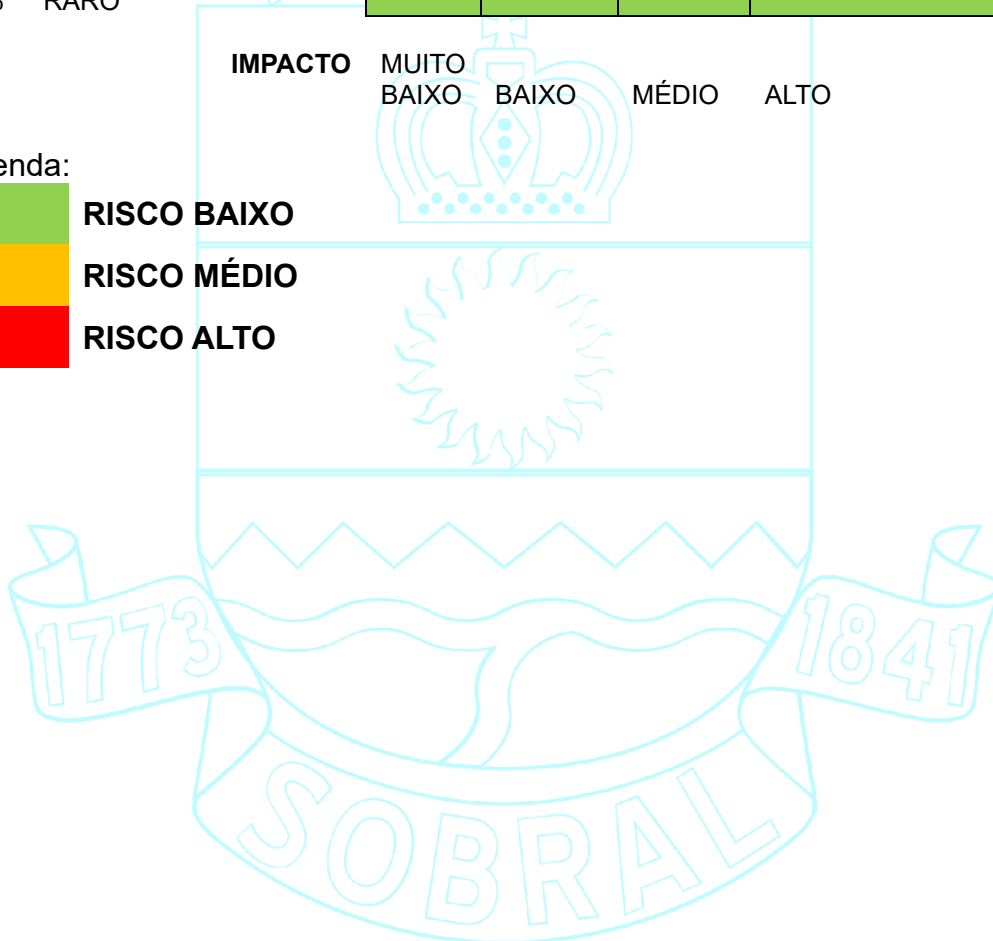 RARO
IMPACTO MUITO
BAIXO BAIXO MÉDIO ALTO
enda:
RISCO BAIXO
RISCO MÉDIO
RISCO ALTO
1773 1841
SOBRAL